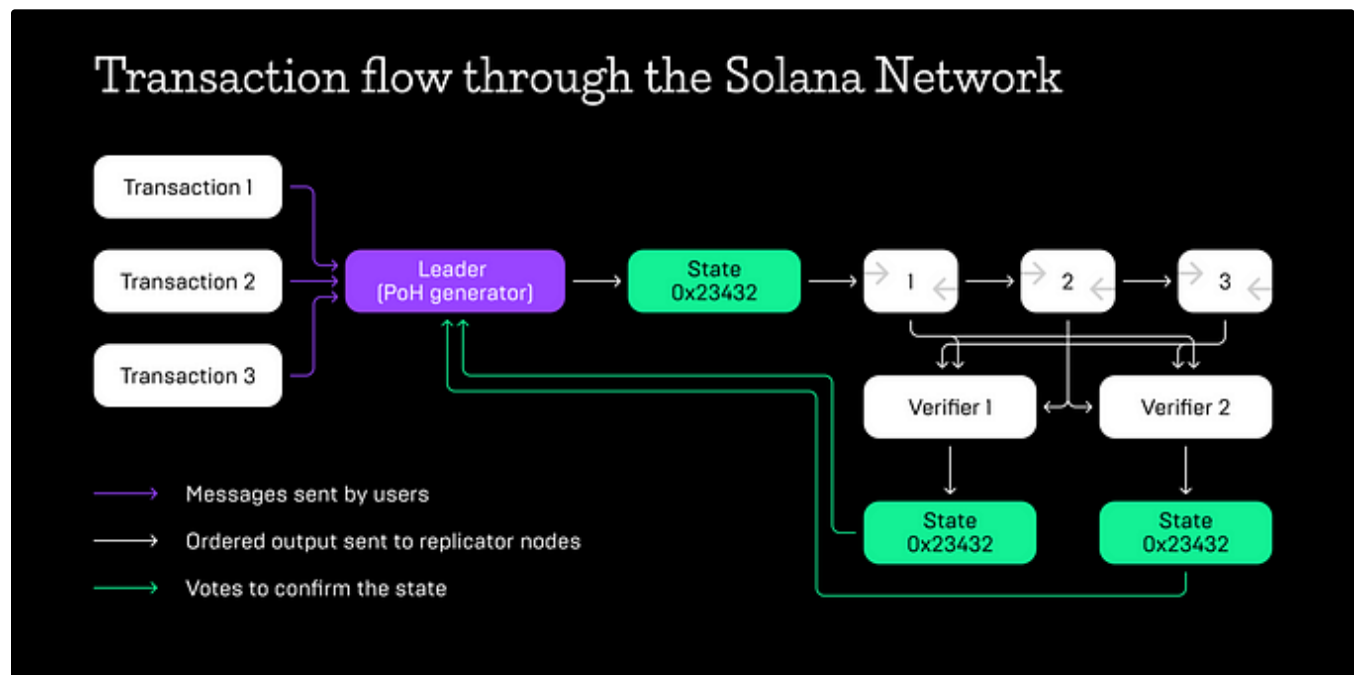 Transaction flow through the Solana Network
Transaction 1
Transaction 2
Transaction 3
Leader
(PoH generator)
State
0x23432
1
2
3
Verifier 1
Verifier 2
State
0x23432
State
0x23432
Messages sent by users
Ordered output sent to replicator nodes
Votes to confirm the state